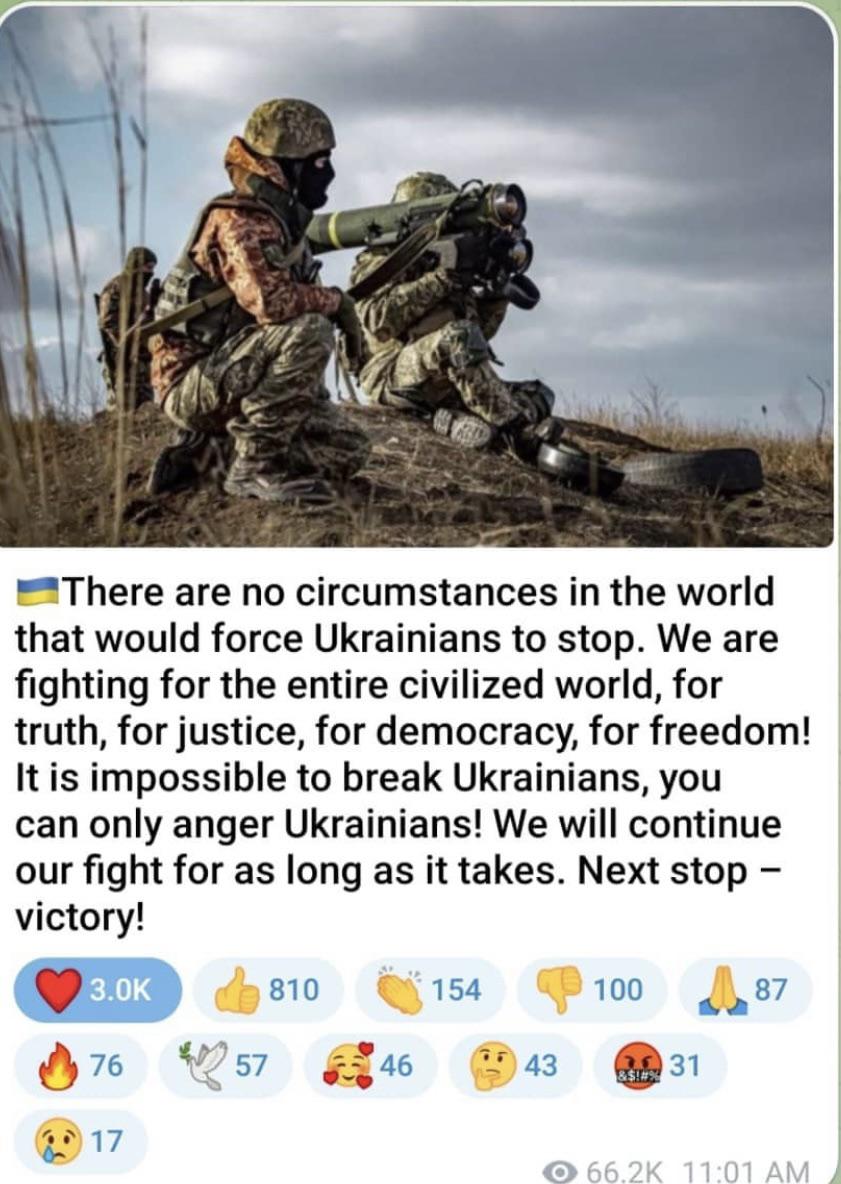 🇺🇦There are no circumstances in the world
that would force Ukrainians to stop. We are
fighting for the entire civilized world, for
truth, for justice, for democracy, for freedom!
It is impossible to break Ukrainians, you
can only anger Ukrainians! We will continue
our fight for as long as it takes. Next stop –
victory!
❤️ 3.0K 👍 810 👏 154 👎 100 🙏 87
🔥 76 🕊 57 🥰 46 🤔 43 🤬 31
😢 17
66.2K 11:01 AM